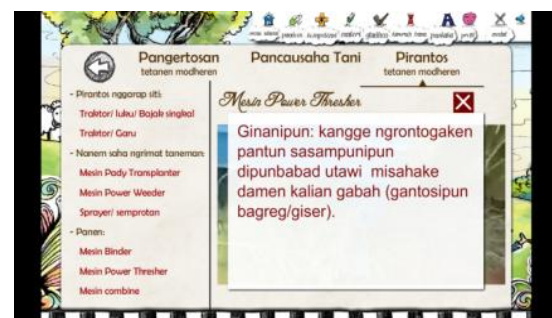 Pangertosan
tetanen modheren
Pancausaha Tani
Pirantos
tetanen modheren
- Pirantos nggarap siti:
Traktor/ luku/ Bajak singkal
Traktor/ Garu
- Nanem saha ngrimat taneman:
Mesin Pady Transplanter
Mesin Power Weeder
Sprayer/ semprotan
- Panen:
Mesin Binder
Mesin Power Thresher
Mesin combine
Mesin Power Thresher
X
Ginanipun: kangge ngrontogaken
pantun sasampunipun
dipunbabad utawi misahake
damen kalian gabah (gantosipun
bagreg/giser).